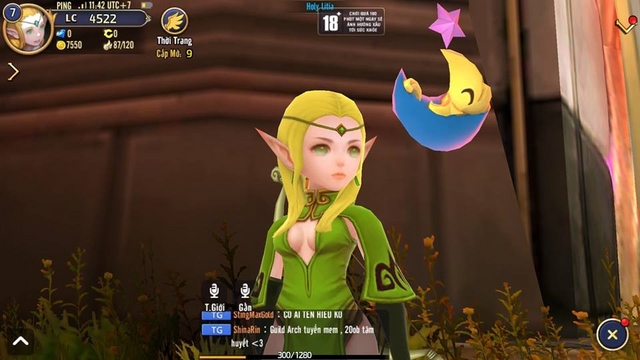 PING 11:42 UTC+7
7
LC 4522
0
0
7550
87/120
Thời Trang
Cấp Mở: 9
Holy Litia
18+
CHƠI QUÁ 180
PHÚT MỘT NGÀY SẼ
ẢNH HƯỞNG XẤU
TỚI SỨC KHỎE
T.Giới Gần
TG StingMaxGold : CÓ AI TÊN HIẾU KO
TG ShinaRin : Guild Arch tuyển mem , 20ob tâm
huyết <3
300/1280